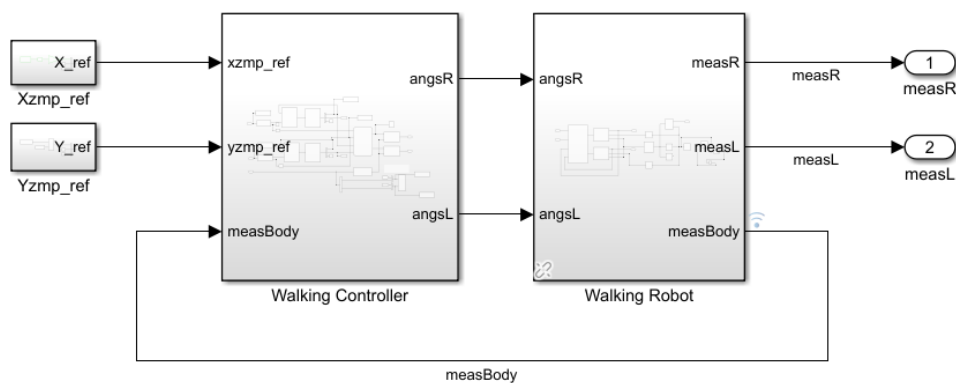 X_ref
Xzmp_ref
Y_ref
Yzmp_ref
xzmp_ref
yzmp_ref
measBody
angsR
angsL
Walking Controller
angsR
angsL
measR
measL
measBody
Walking Robot
measR
measL
1
measR
2
measL
measBody